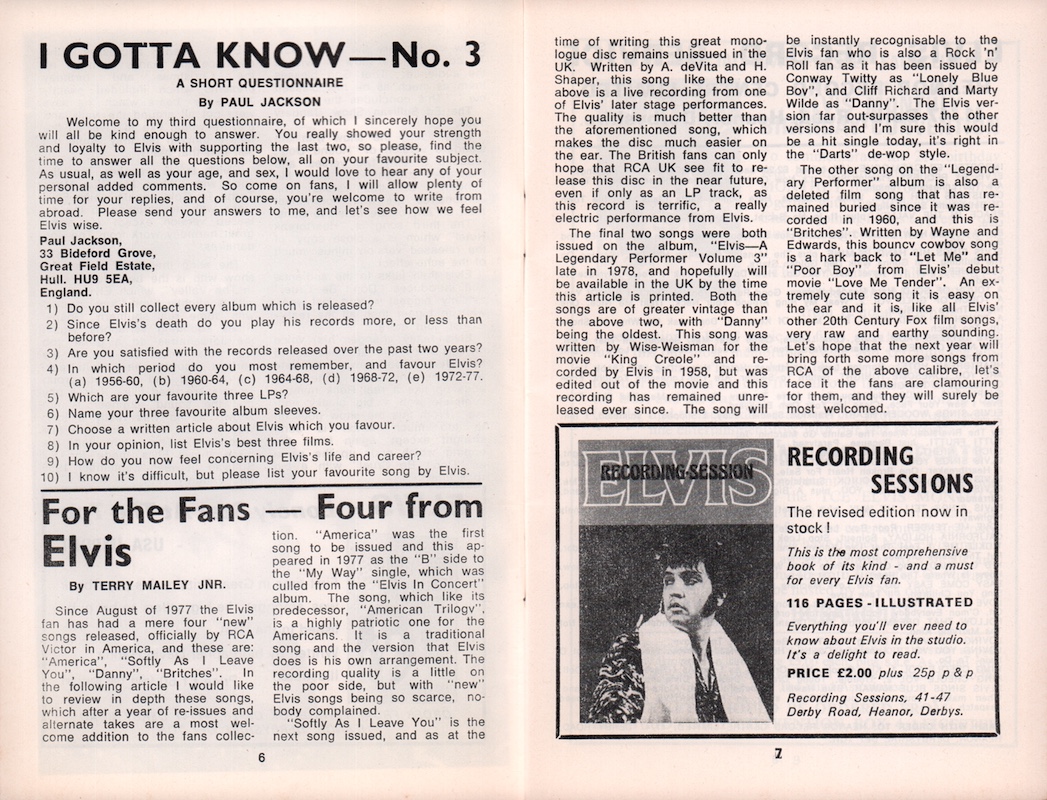 I GOTTA KNOW—No. 3
A SHORT QUESTIONNAIRE
By PAUL JACKSON
Welcome to my third questionnaire, of which I sincerely hope you
will all be kind enough to answer. You really showed your strength
and loyalty to Elvis with supporting the last two, so please, find the
time to answer all the questions below, all on your favourite subject.
As usual, as well as your age, and sex, I would love to hear any of your
personal added comments. So come on fans, I will allow plenty of
time for your replies, and of course, you're welcome to write from
abroad. Please send your answers to me, and let's see how we feel
Elvis wise.
Paul Jackson,
33 Bideford Grove,
Great Field Estate,
Hull. HU9 5EA,
England.
1) Do you still collect every album which is released?
2) Since Elvis's death do you play his records more, or less than
before?
3) Are you satisfied with the records released over the past two years?
4) In which period do you most remember, and favour Elvis?
(a) 1956-60, (b) 1960-64, (c) 1964-68, (d) 1968-72, (e) 1972-77.
5) Which are your favourite three LPs?
6) Name your three favourite album sleeves.
7) Choose a written article about Elvis which you favour.
8) In your opinion, list Elvis's best three films.
9) How do you now feel concerning Elvis's life and career?
10) I know it's difficult, but please list your favourite song by Elvis.
For the Fans — Four from
Elvis
By TERRY MAILEY JNR.
Since August of 1977 the Elvis
fan has had a mere four "new"
songs released, officially by RCA
Victor in America, and these are:
"America", "Softly As I Leave
You", "Danny", "Britches". In
the following article I would like
to review in depth these songs,
which after a year of re-issues and
alternate takes are a most wel-
come addition to the fans collec-
tion. "America" was the first
song to be issued and this ap-
peared in 1977 as the "B" side to
the "My Way" single, which was
culled from the "Elvis In Concert"
album. The song, which like its
predecessor, "American Trilogy",
is a highly patriotic one for the
Americans. It is a traditional
song and the version that Elvis
does is his own arrangement. The
recording quality is a little on
the poor side, but with "new"
Elvis songs being so scarce, no-
body complained.
"Softly As I Leave You" is the
next song issued, and as at the
6
time of writing this great mono-
logue disc remains unissued in the
UK. Written by A. deVita and H.
Shaper, this song like the one
above is a live recording from one
of Elvis' later stage performances.
The quality is much better than
the aforementioned song, which
makes the disc much easier on
the ear. The British fans can only
hope that RCA UK see fit to re-
lease this disc in the near future,
even if only as an LP track, as
this record is terrific, a really
electric performance from Elvis.
The final two songs were both
issued on the album, "Elvis—A
Legendary Performer Volume 3"
late in 1978, and hopefully will
be available in the UK by the time
this article is printed. Both the
songs are of greater vintage than
the above two, with "Danny"
being the oldest. This song was
written by Wise-Weisman for the
movie "King Creole" and re-
corded by Elvis in 1958, but was
edited out of the movie and this
recording has remained unre-
leased ever since. The song will
be instantly recognisable to the
Elvis fan who is also a Rock 'n'
Roll fan as it has been issued by
Conway Twitty as "Lonely Blue
Boy", and Cliff Richard and Marty
Wilde as "Danny". The Elvis ver-
sion far out-surpasses the other
versions and I'm sure this would
be a hit single today, it's right in
the "Darts" de-wop style.
The other song on the "Legend-
ary Performer" album is also a
deleted film song that has re-
mained buried since it was re-
corded in 1960, and this is
"Britches". Written by Wayne and
Edwards, this bouncy cowboy song
is a hark back to "Let Me" and
"Poor Boy" from Elvis' debut
movie "Love Me Tender". An ex-
tremely cute song it is easy on
the ear and it is, like all Elvis'
other 20th Century Fox film songs,
very raw and earthy sounding.
Let's hope that the next year will
bring forth some more songs from
RCA of the above calibre, let's
face it the fans are clamouring
for them, and they will surely be
most welcomed.
ELVIS
RECORDING·SESSION
RECORDING
SESSIONS
The revised edition now in
stock!
This is the most comprehensive
book of its kind - and a must
for every Elvis fan.
116 PAGES - ILLUSTRATED
Everything you'll ever need to
know about Elvis in the studio.
It's a delight to read.
PRICE £2.00 plus 25p p & p
Recording Sessions, 41-47
Derby Road, Heanor, Derbys.
7